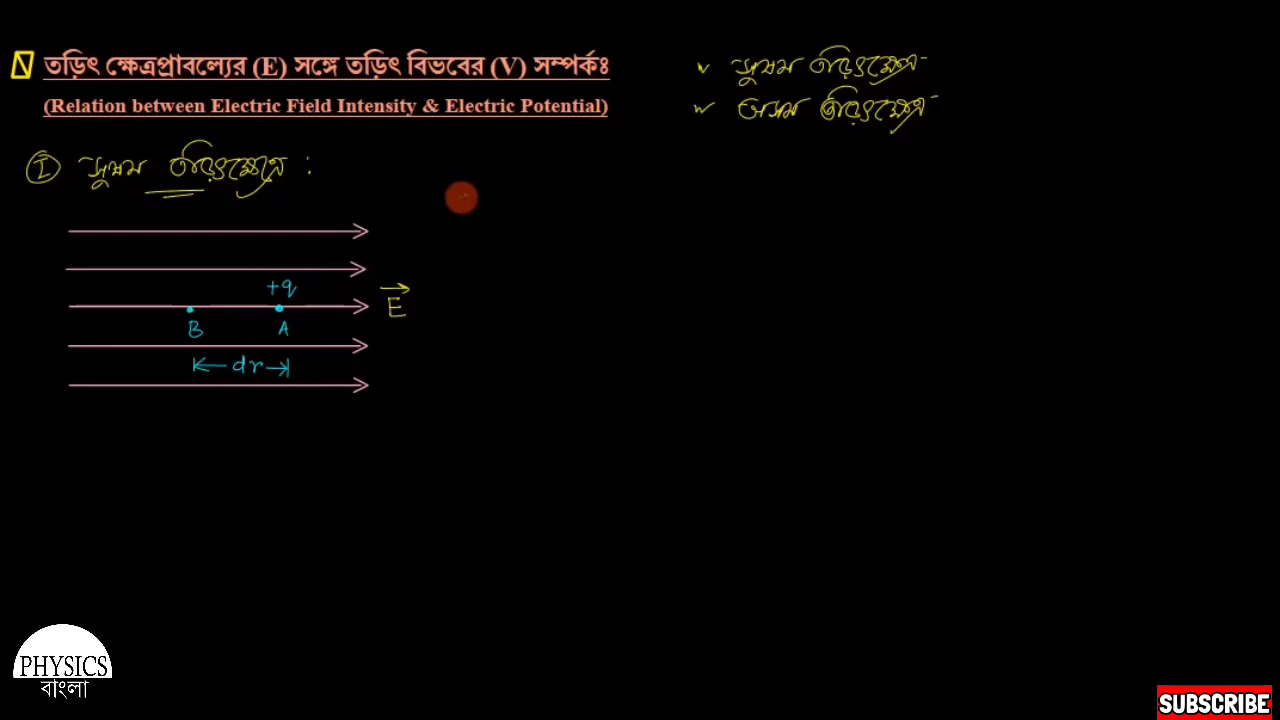 তড়িৎ ক্ষেত্রপ্রাবল্যের (E) সঙ্গে তড়িৎ বিভবের (V) সম্পর্কঃ
(Relation between Electric Field Intensity & Electric Potential)
সুষম তড়িৎক্ষেত্র
অসম তড়িৎক্ষেত্র
I সুষম তড়িৎক্ষেত্রে :
+q
E
B A
dr
PHYSICS
বাংলা
SUBSCRIBE